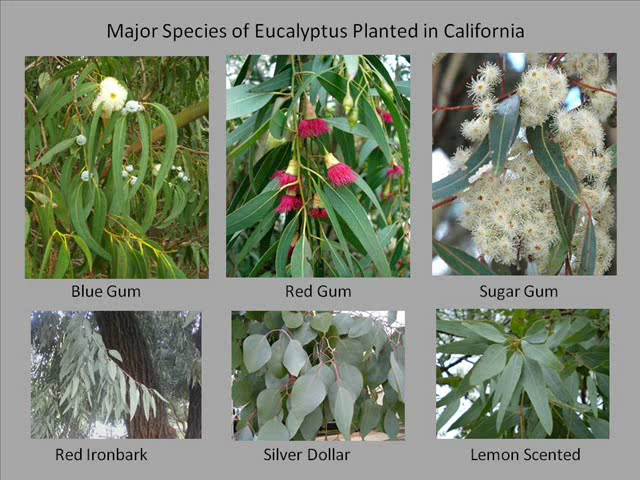 Major Species of Eucalyptus Planted in California
Blue Gum
Red Gum
Sugar Gum
Red Ironbark
Silver Dollar
Lemon Scented